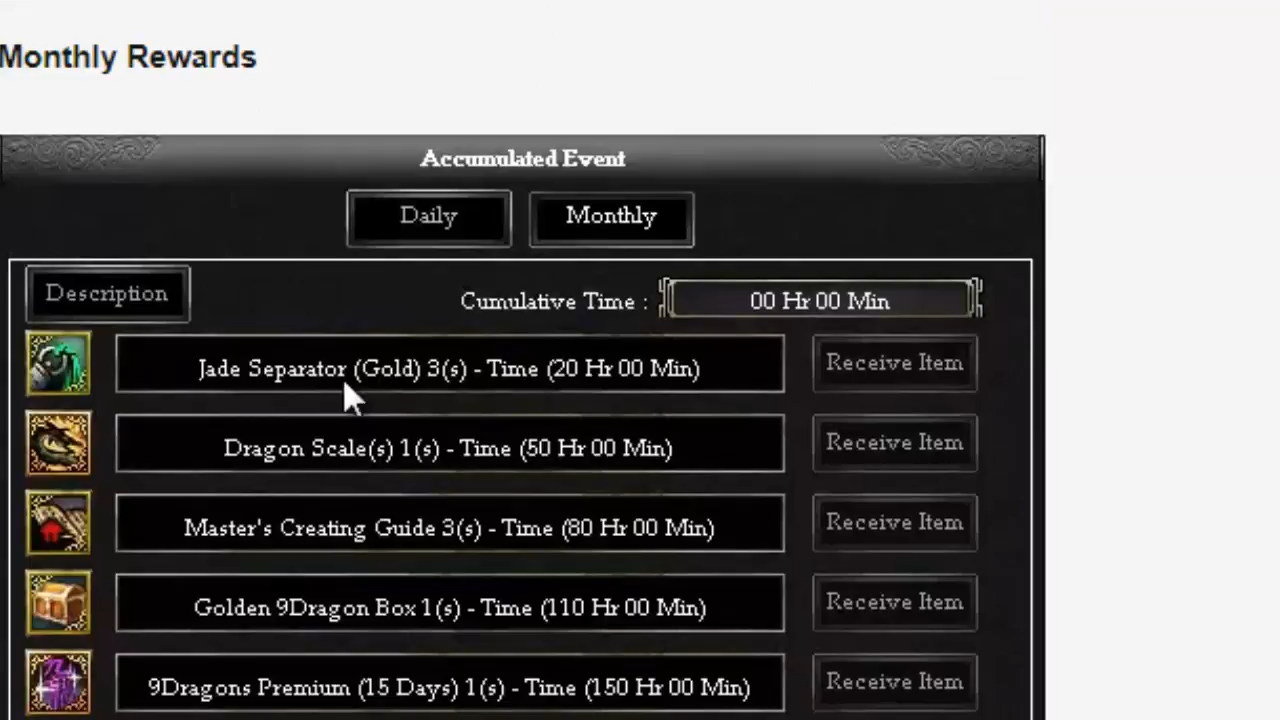 Monthly Rewards
Accumulated Event
Daily
Monthly
Description
Cumulative Time :
00 Hr 00 Min
Jade Separator (Gold) 3(s) - Time (20 Hr 00 Min)
Receive Item
Dragon Scale(s) 1(s) - Time (50 Hr 00 Min)
Receive Item
Master's Creating Guide 3(s) - Time (80 Hr 00 Min)
Receive Item
Golden 9Dragon Box 1(s) - Time (110 Hr 00 Min)
Receive Item
9Dragons Premium (15 Days) 1(s) - Time (150 Hr 00 Min)
Receive Item